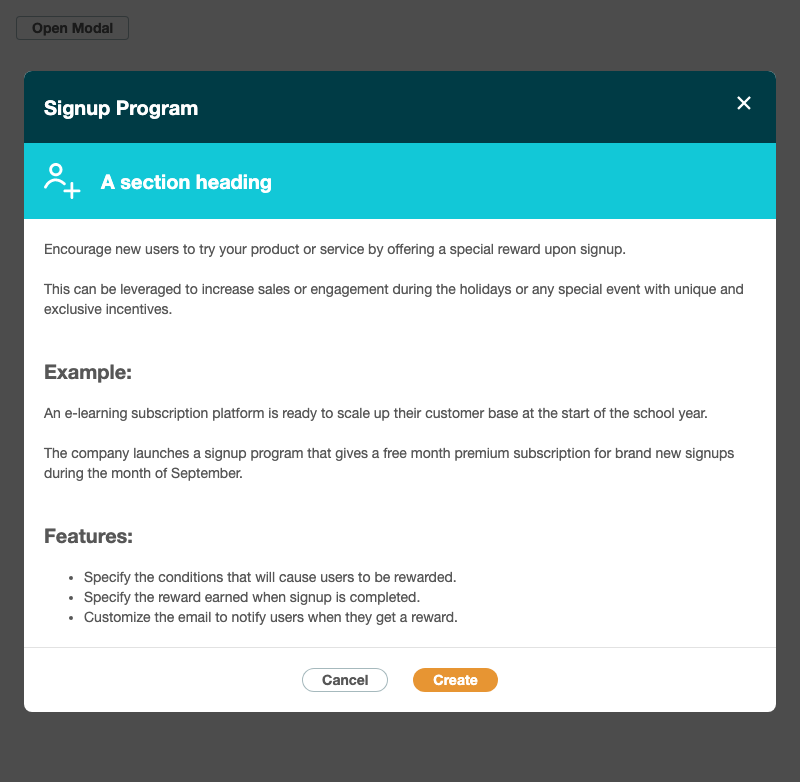 Open Modal
Signup Program
A section heading
Encourage new users to try your product or service by offering a special reward upon signup.
This can be leveraged to increase sales or engagement during the holidays or any special event with unique and
exclusive incentives.
Example:
An e-learning subscription platform is ready to scale up their customer base at the start of the school year.
The company launches a signup program that gives a free month premium subscription for brand new signups
during the month of September.
Features:
• Specify the conditions that will cause users to be rewarded.
• Specify the reward earned when signup is completed.
• Customize the email to notify users when they get a reward.
Cancel
Create